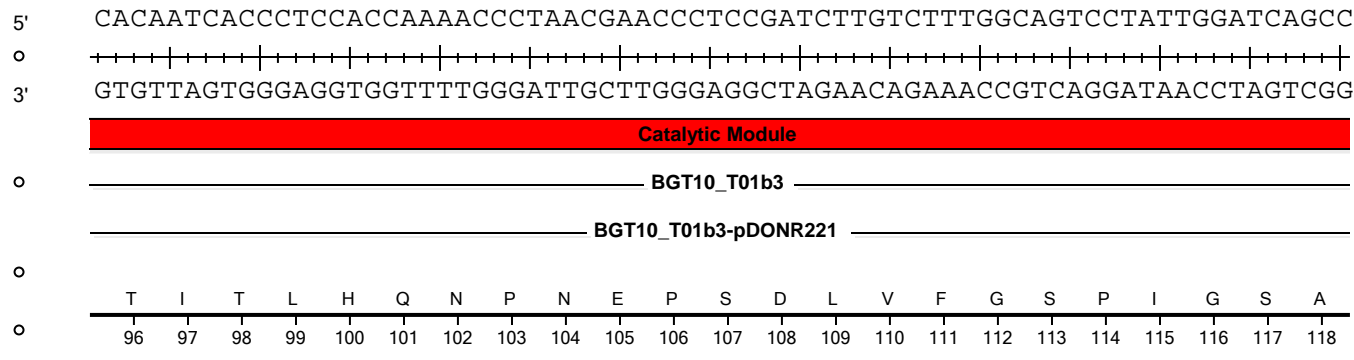 5' CACAATCACCCTCCACCAAAACCCTAACGAACCCTCCGATCTTGTCTTTGGCAGTCCTATTGGATCAGCC
3' GTGTTAGTGGGAGGTGGTTTTGGGATTGCTTGGGAGGCTAGAACAGAAACCGTCAGGATAACCTAGTCGG
Catalytic Module
BGT10_T01b3
BGT10_T01b3-pDONR221
T I T L H Q N P N E P S D L V F G S P I G S A
96 97 98 99 100 101 102 103 104 105 106 107 108 109 110 111 112 113 114 115 116 117 118